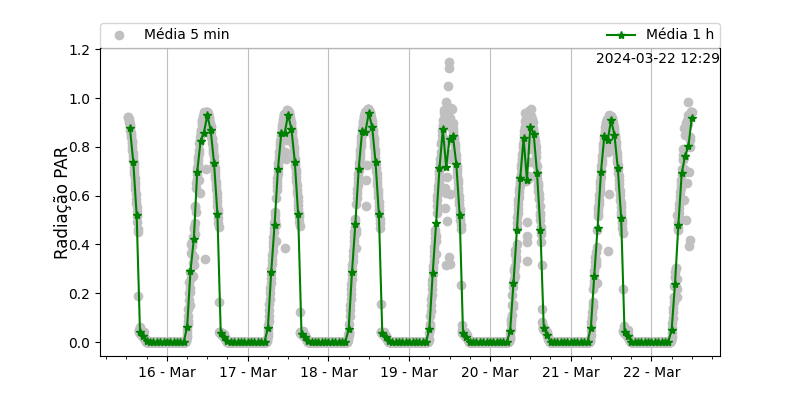 Média 5 min
Média 1 h
2024-03-22 12:29
1.2
1.0
0.8
0.6
0.4
0.2
0.0
Radiação PAR
16 - Mar
17 - Mar
18 - Mar
19 - Mar
20 - Mar
21 - Mar
22 - Mar